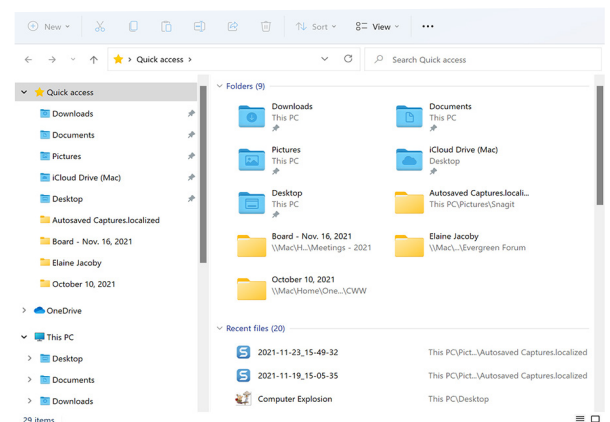 New
Sort
View
Quick access
Search Quick access
Quick access
Downloads
Documents
Pictures
iCloud Drive (Mac)
Desktop
Autosaved Captures.localized
Board - Nov. 16, 2021
Elaine Jacoby
October 10, 2021
OneDrive
This PC
Desktop
Documents
Downloads
29 items
Folders (9)
Downloads
This PC
Documents
This PC
Pictures
This PC
iCloud Drive (Mac)
Desktop
Desktop
This PC
Autosaved Captures.locali...
This PC\Pictures\Snagit
Board - Nov. 16, 2021
\\Mac\H...\Meetings - 2021
Elaine Jacoby
\\Mac\...\Evergreen Forum
October 10, 2021
\\Mac\Home\One...\CWW
Recent files (20)
2021-11-23_15-49-32 This PC\Pict...\Autosaved Captures.localized
2021-11-19_15-05-35 This PC\Pict...\Autosaved Captures.localized
Computer Explosion This PC\Desktop